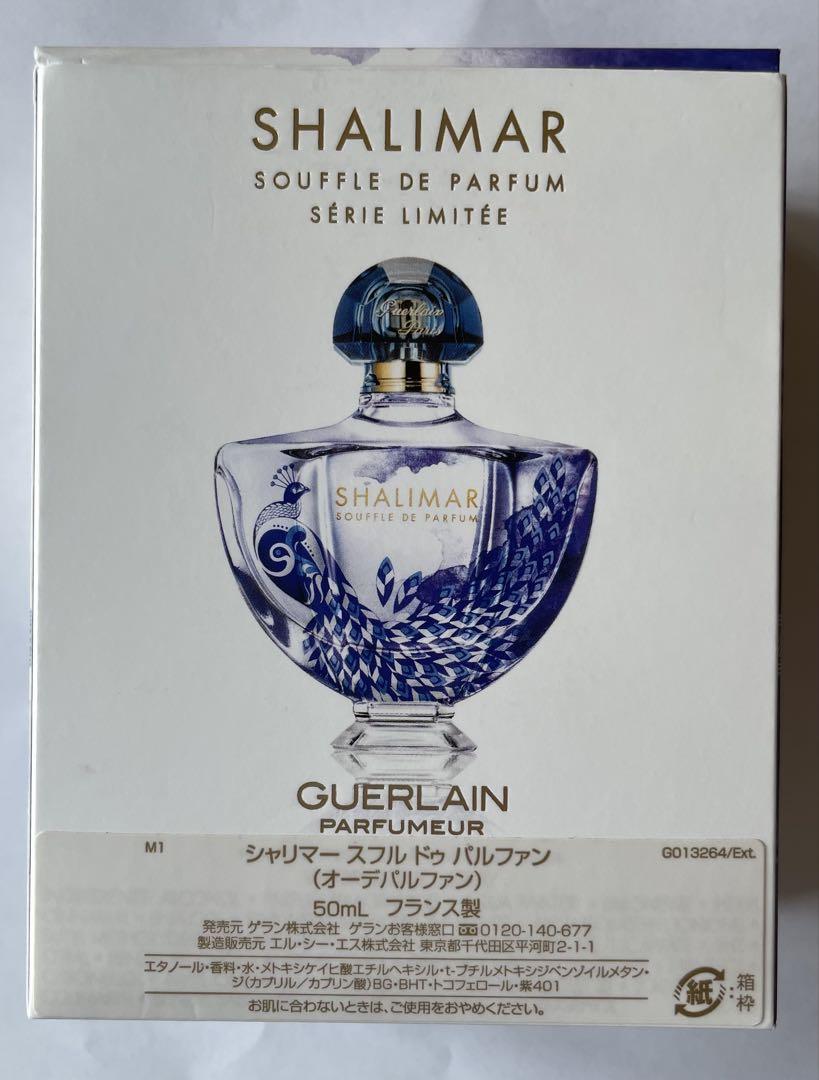 SHALIMAR
SOUFFLE DE PARFUM
SÉRIE LIMITÉE
Guerlain
Paris
SHALIMAR
SOUFFLE DE PARFUM
GUERLAIN
PARFUMEUR
M1
シャリマー スフル ドゥ パルファン
G013264/Ext.
(オーデパルファン)
50mL フランス製
発売元 ゲラン株式会社 ゲランお客様窓口 0120-140-677
製造販売元 エル・シー・エス株式会社 東京都千代田区平河町2-1-1
エタノール・香料・水・メトキシケイヒ酸エチルヘキシル・t-ブチルメトキシジベンゾイルメタン・
ジ(カプリル/カプリン酸)BG・BHT・トコフェロール・紫401
お肌に合わないときは、ご使用をおやめください。
紙:箱
枠